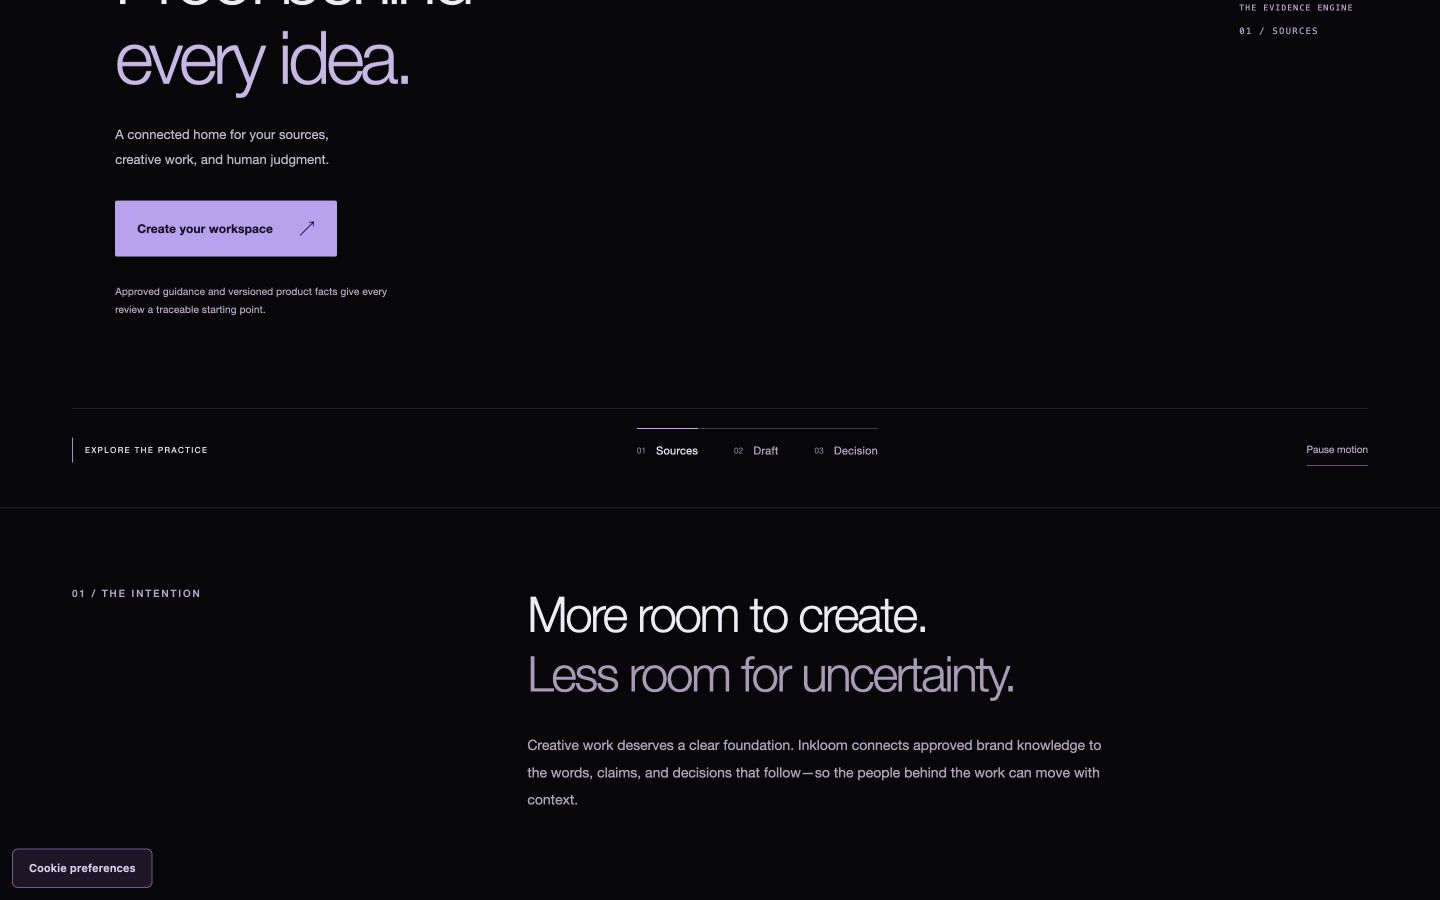 every idea.
THE EVIDENCE ENGINE
01 / SOURCES
A connected home for your sources,
creative work, and human judgment.
Create your workspace
Approved guidance and versioned product facts give every
review a traceable starting point.
EXPLORE THE PRACTICE
01 Sources
02 Draft
03 Decision
Pause motion
01 / THE INTENTION
More room to create.
Less room for uncertainty.
Creative work deserves a clear foundation. Inkloom connects approved brand knowledge to
the words, claims, and decisions that follow—so the people behind the work can move with
context.
Cookie preferences